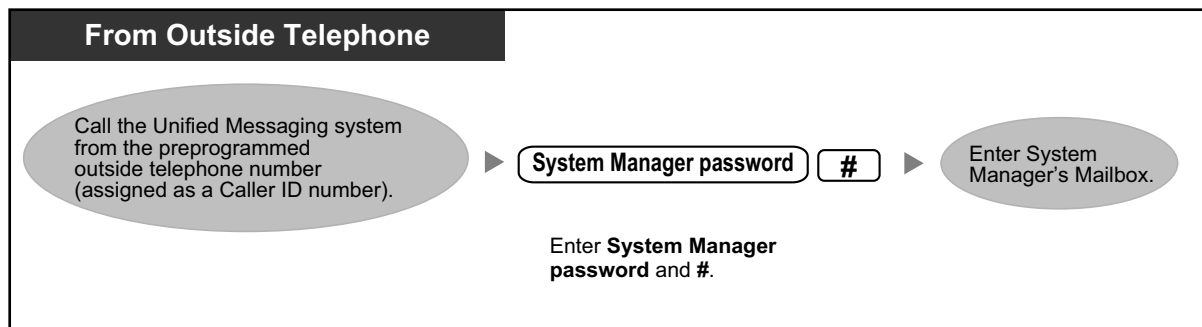 From Outside Telephone
Call the Unified Messaging system
from the preprogrammed
outside telephone number
(assigned as a Caller ID number).
System Manager password #
Enter System Manager
password and #.
Enter System
Manager's Mailbox.